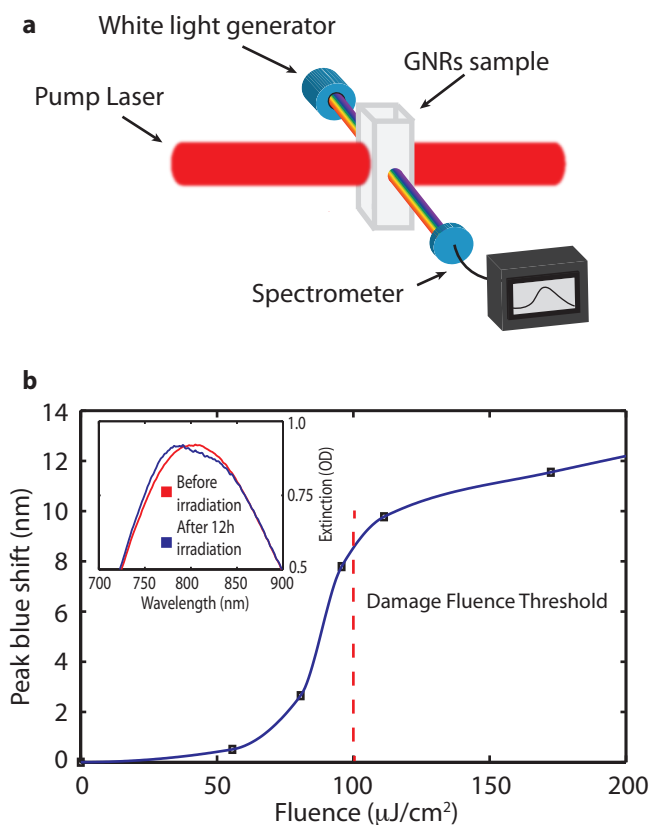 a
White light generator
GNRs sample
Pump Laser
Spectrometer
b
Peak blue shift (nm)
14
12
10
8
6
4
2
0
0
50
100
150
200
Fluence (µJ/cm²)
Damage Fluence Threshold
Before
irradiation
After 12h
irradiation
1.0
0.75
0.5
Extinction (OD)
700
750
800
850
900
Wavelength (nm)